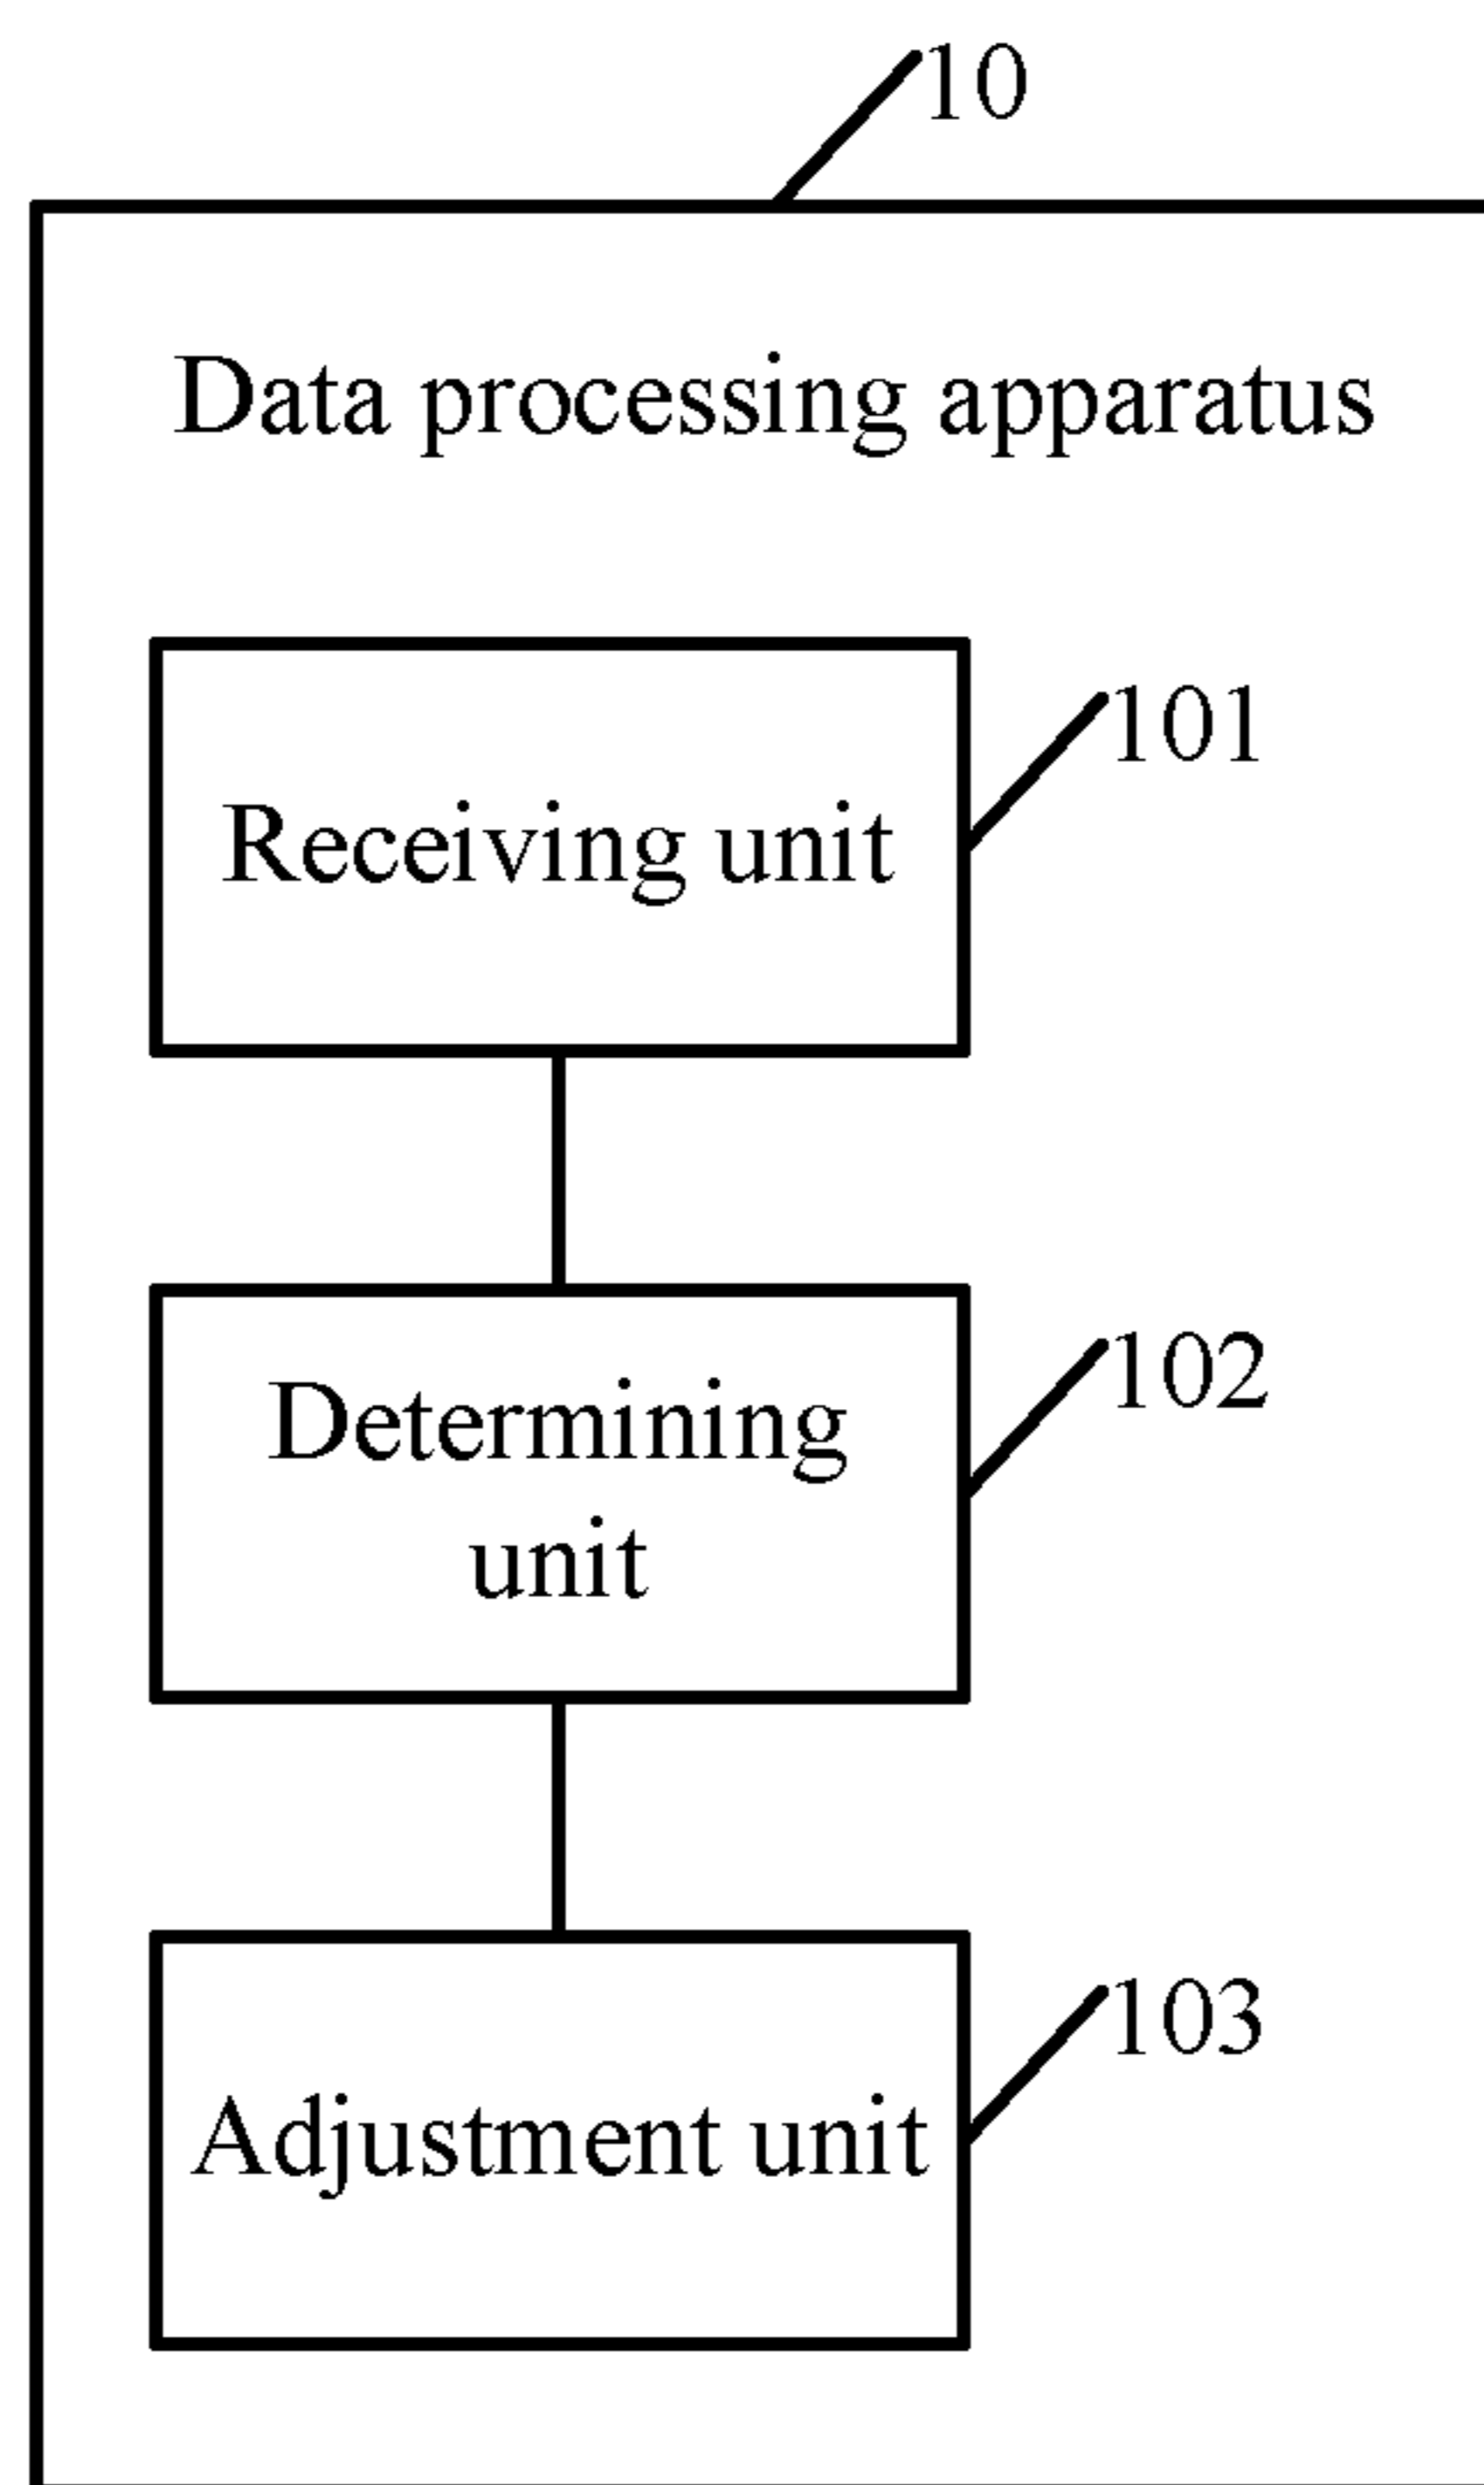 10
Data processing apparatus
101
Receiving unit
102
Determining
unit
103
Adjustment unit